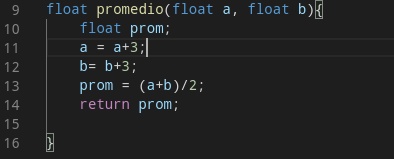 9 float promedio(float a, float b){
10 float prom;
11 a = a+3;
12 b= b+3;
13 prom = (a+b)/2;
14 return prom;
15
16 }